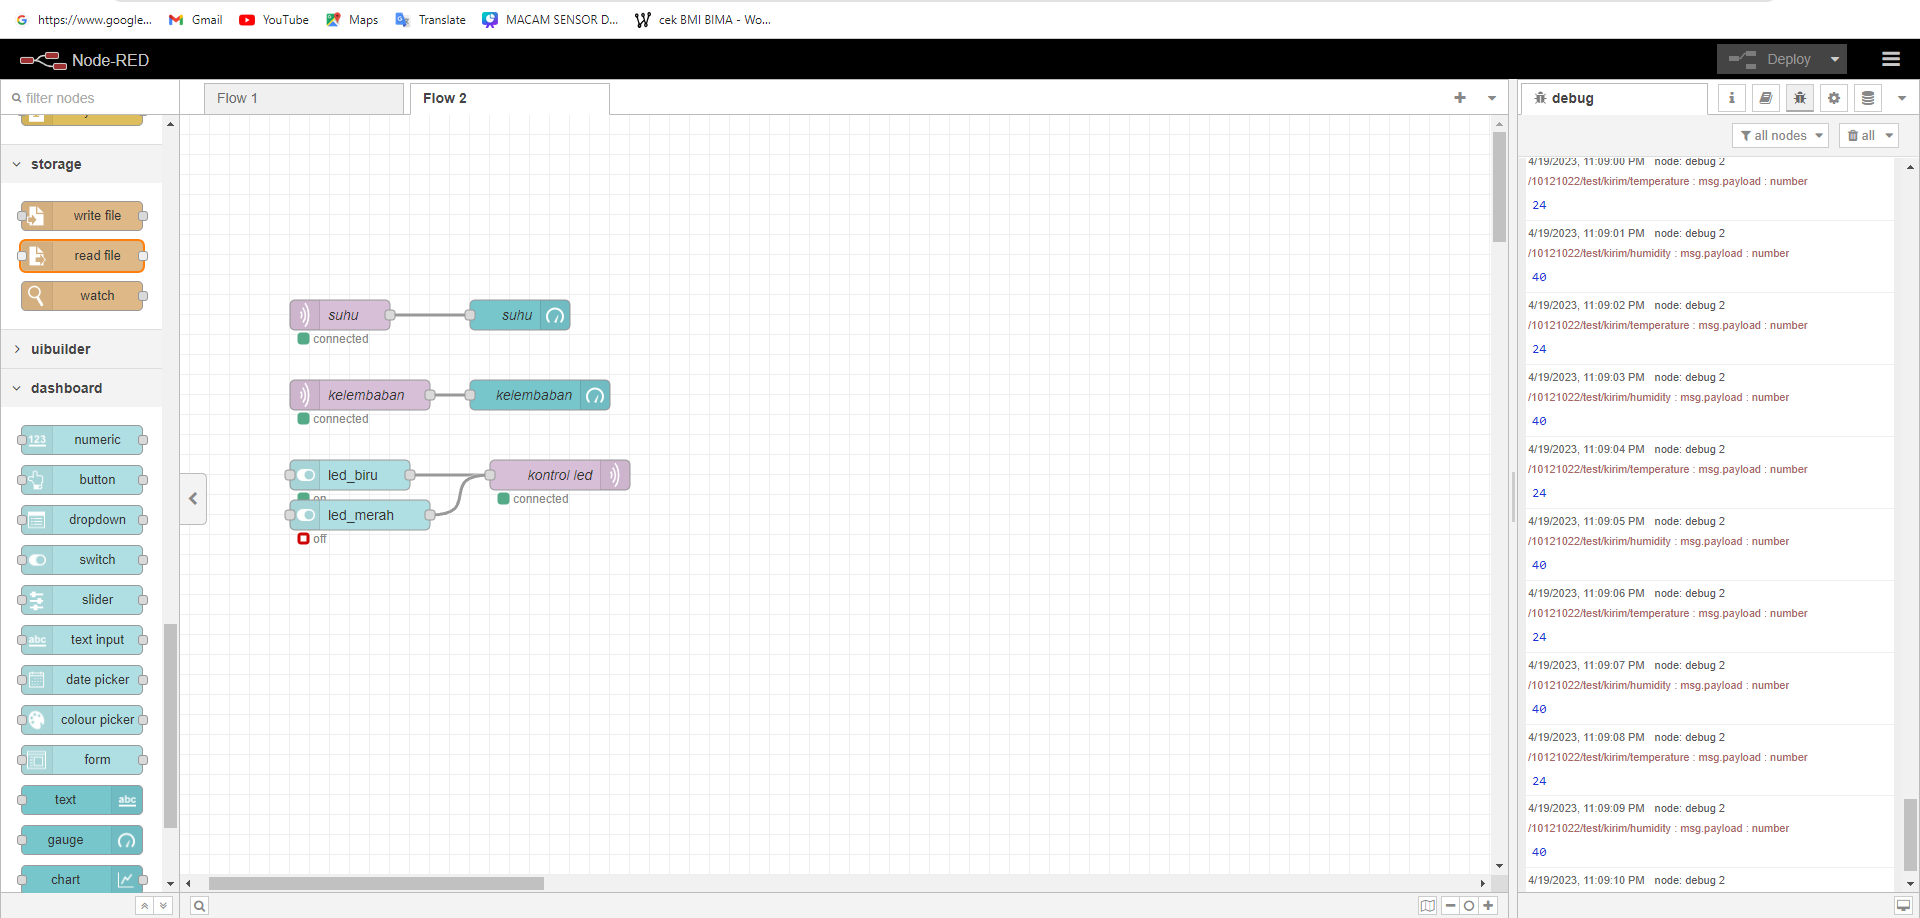 https://www.google...
Gmail
YouTube
Maps
Translate
MACAM SENSOR D...
cek BMI BIMA - Wo...
Node-RED
Deploy
filter nodes
Flow 1
Flow 2
debug
all nodes
all
storage
write file
read file
watch
uibuilder
dashboard
123 numeric
button
dropdown
switch
slider
abc text input
date picker
colour picker
form
text abc
gauge
chart
suhu
suhu
connected
kelembaban
kelembaban
connected
led_biru
kontrol led
on
connected
led_merah
off
4/19/2023, 11:09:00 PM node: debug 2
/10121022/test/kirim/temperature : msg.payload : number
24
4/19/2023, 11:09:01 PM node: debug 2
/10121022/test/kirim/humidity : msg.payload : number
40
4/19/2023, 11:09:02 PM node: debug 2
/10121022/test/kirim/temperature : msg.payload : number
24
4/19/2023, 11:09:03 PM node: debug 2
/10121022/test/kirim/humidity : msg.payload : number
40
4/19/2023, 11:09:04 PM node: debug 2
/10121022/test/kirim/temperature : msg.payload : number
24
4/19/2023, 11:09:05 PM node: debug 2
/10121022/test/kirim/humidity : msg.payload : number
40
4/19/2023, 11:09:06 PM node: debug 2
/10121022/test/kirim/temperature : msg.payload : number
24
4/19/2023, 11:09:07 PM node: debug 2
/10121022/test/kirim/humidity : msg.payload : number
40
4/19/2023, 11:09:08 PM node: debug 2
/10121022/test/kirim/temperature : msg.payload : number
24
4/19/2023, 11:09:09 PM node: debug 2
/10121022/test/kirim/humidity : msg.payload : number
40
4/19/2023, 11:09:10 PM node: debug 2